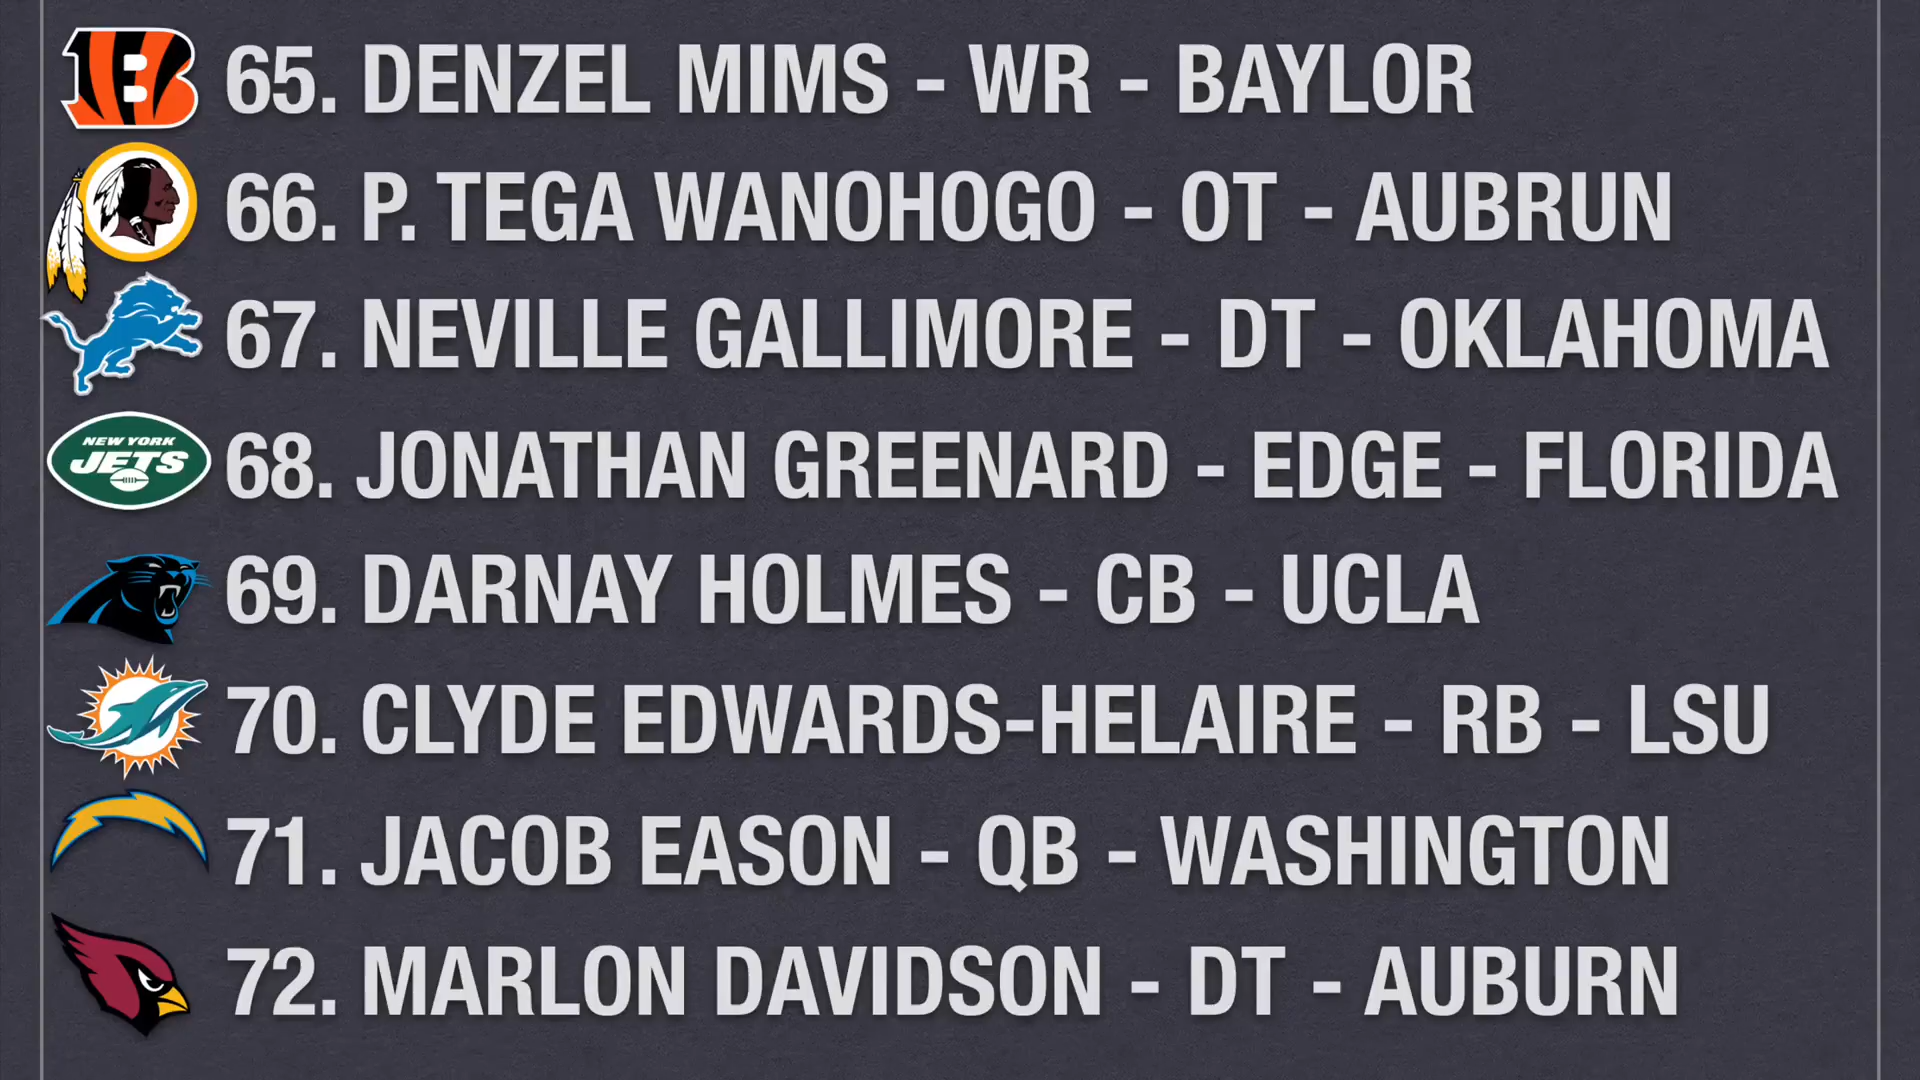 65. DENZEL MIMS - WR - BAYLOR
66. P. TEGA WANOHOGO - OT - AUBRUN
67. NEVILLE GALLIMORE - DT - OKLAHOMA
NEW YORK
JETS
68. JONATHAN GREENARD - EDGE - FLORIDA
69. DARNAY HOLMES - CB - UCLA
70. CLYDE EDWARDS-HELAIRE - RB - LSU
71. JACOB EASON - QB - WASHINGTON
72. MARLON DAVIDSON - DT - AUBURN